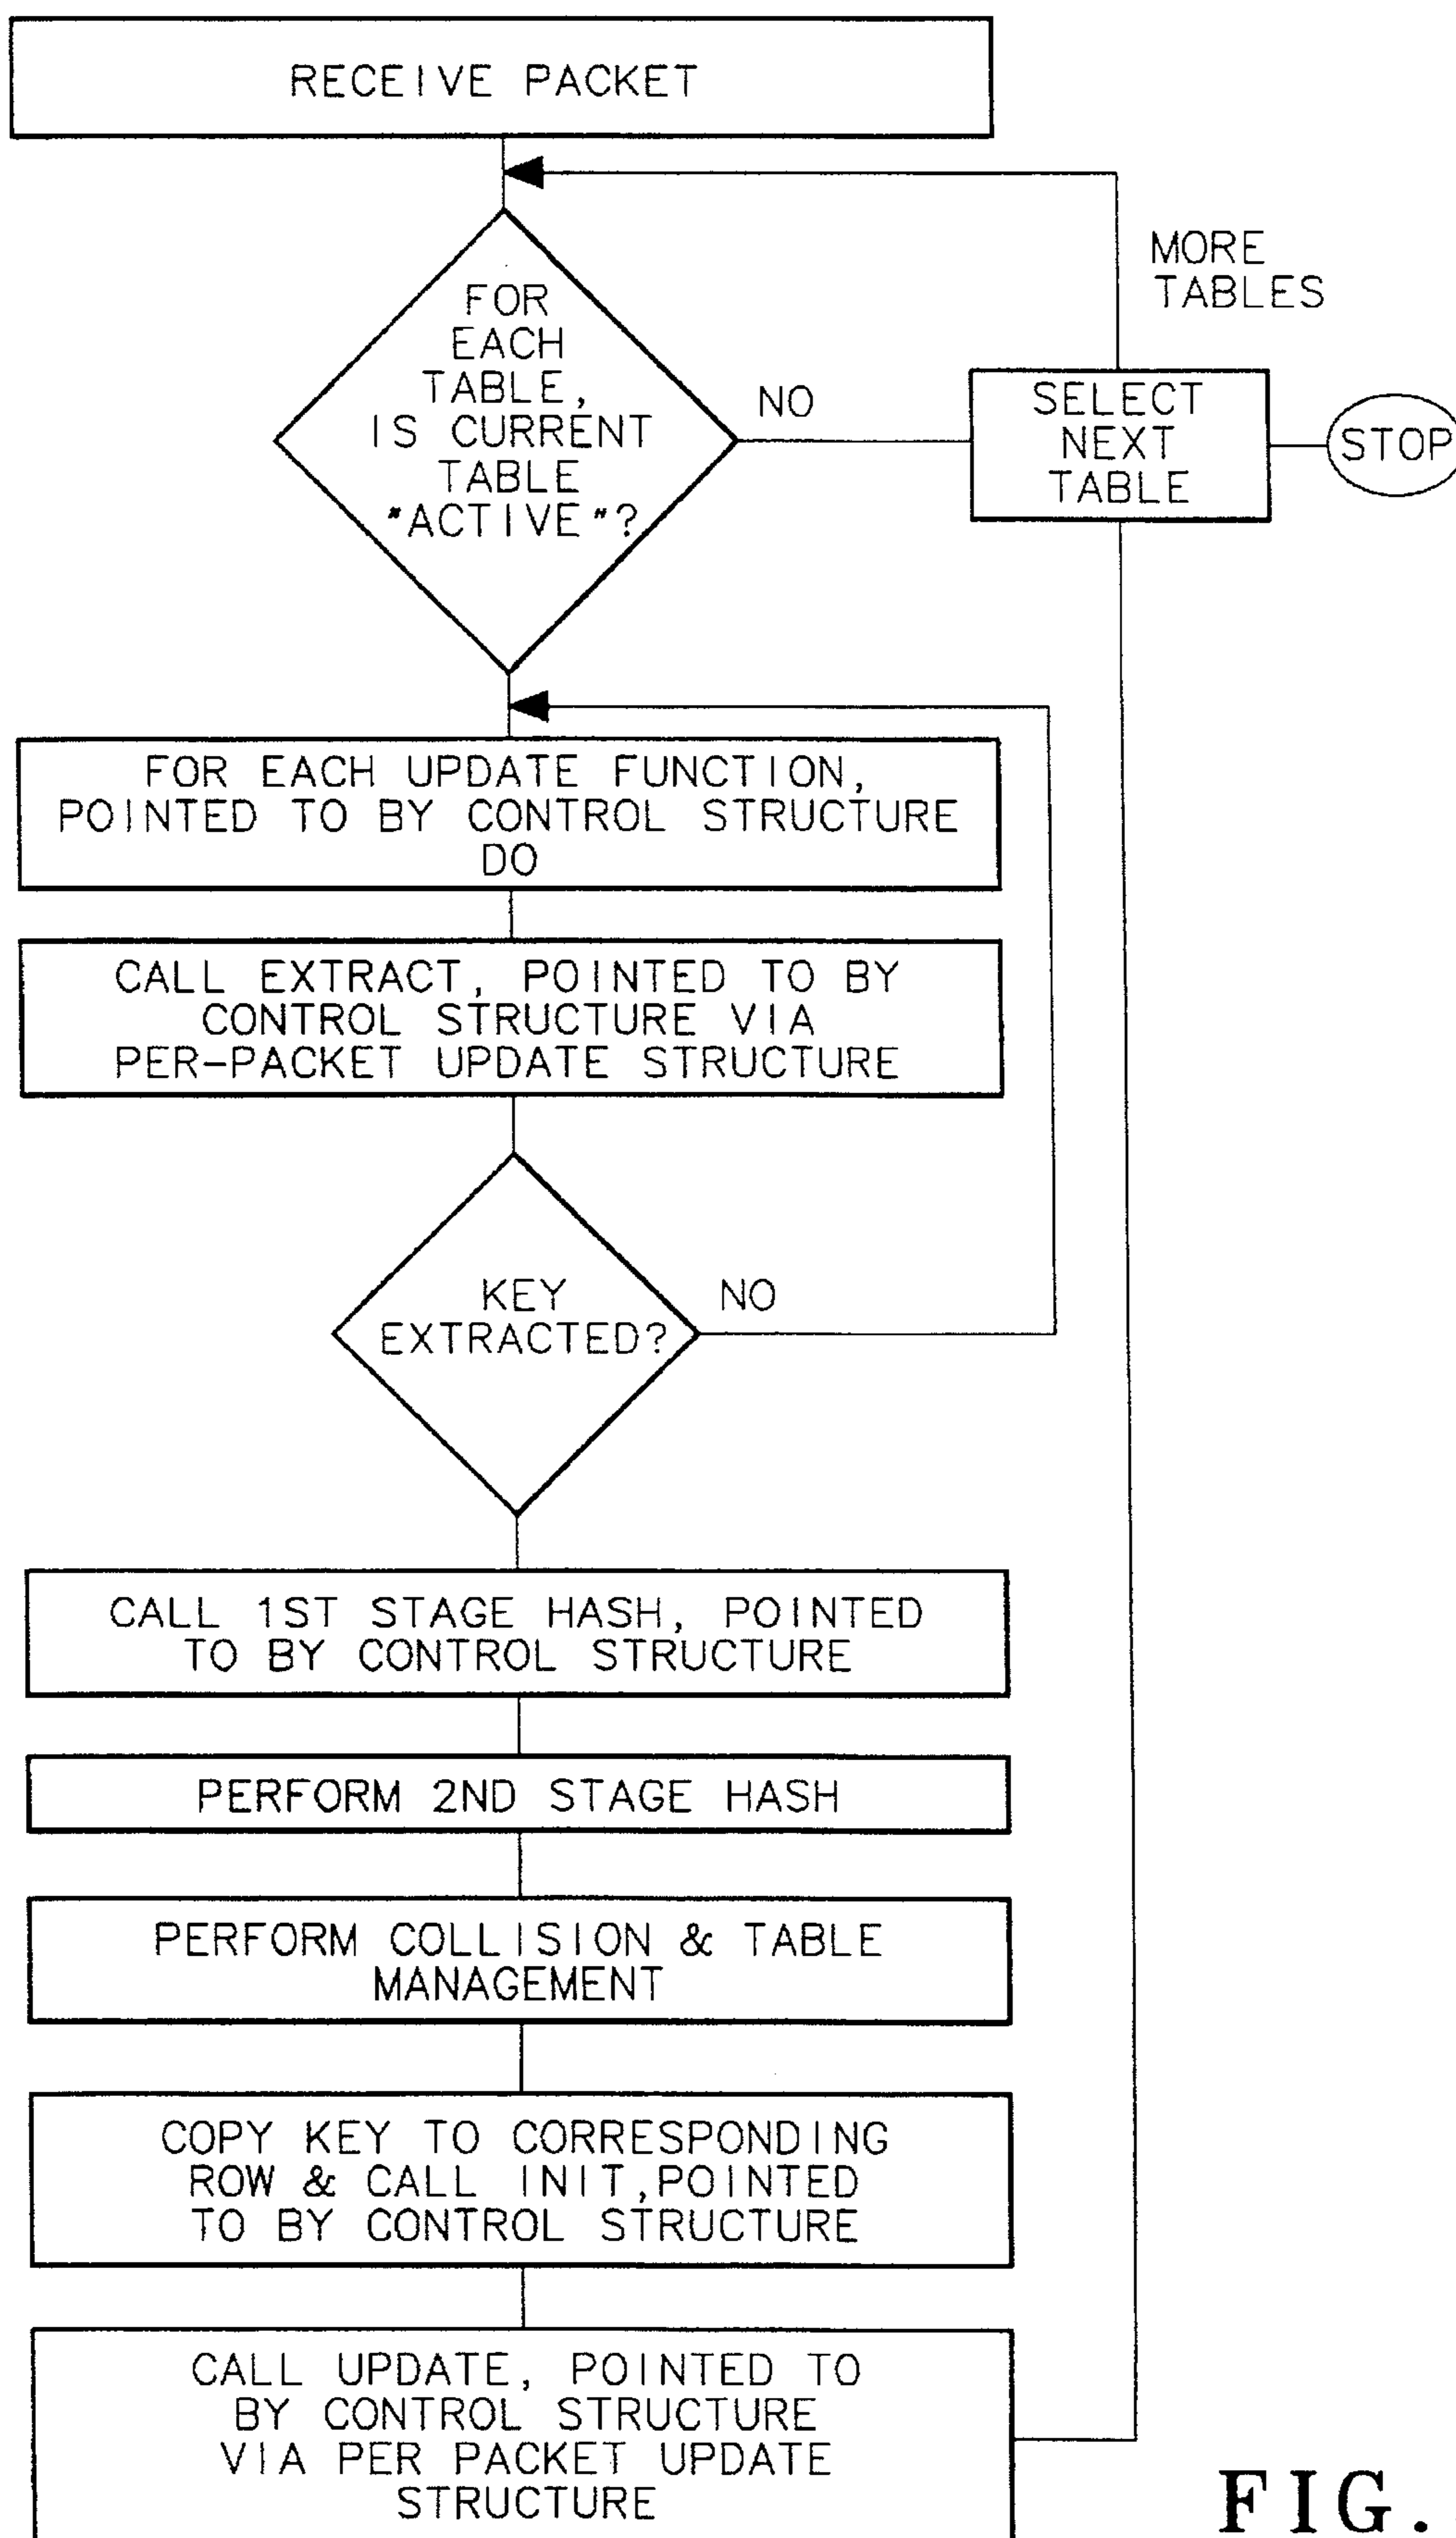 RECEIVE PACKET
MORE
TABLES
FOR
EACH
TABLE,
IS CURRENT
TABLE
"ACTIVE"?
NO
SELECT
NEXT
TABLE
STOP
FOR EACH UPDATE FUNCTION,
POINTED TO BY CONTROL STRUCTURE
DO
CALL EXTRACT, POINTED TO BY
CONTROL STRUCTURE VIA
PER-PACKET UPDATE STRUCTURE
KEY
EXTRACTED?
NO
CALL 1ST STAGE HASH, POINTED
TO BY CONTROL STRUCTURE
PERFORM 2ND STAGE HASH
PERFORM COLLISION & TABLE
MANAGEMENT
COPY KEY TO CORRESPONDING
ROW & CALL INIT,POINTED
TO BY CONTROL STRUCTURE
CALL UPDATE, POINTED TO
BY CONTROL STRUCTURE
VIA PER PACKET UPDATE
STRUCTURE
FIG.